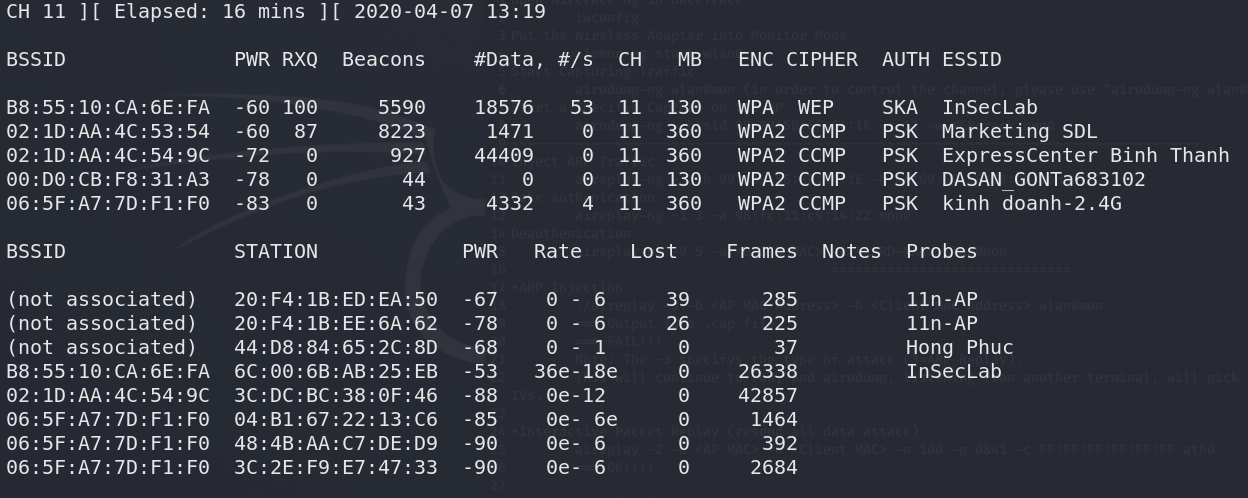 CH 11 ][ Elapsed: 16 mins ][ 2020-04-07 13:19
BSSID PWR RXQ Beacons #Data, #/s CH MB ENC CIPHER AUTH ESSID
B8:55:10:CA:6E:FA -60 100 5590 18576 53 11 130 WPA WEP SKA InSecLab
02:1D:AA:4C:53:54 -60 87 8223 1471 0 11 360 WPA2 CCMP PSK Marketing SDL
02:1D:AA:4C:54:9C -72 0 927 44409 0 11 360 WPA2 CCMP PSK ExpressCenter Binh Thanh
00:D0:CB:F8:31:A3 -78 0 44 0 0 11 130 WPA2 CCMP PSK DASAN_GONTa683102
06:5F:A7:7D:F1:F0 -83 0 43 4332 4 11 360 WPA2 CCMP PSK kinh doanh-2.4G
BSSID STATION PWR Rate Lost Frames Notes Probes
(not associated) 20:F4:1B:ED:EA:50 -67 0 - 6 39 285 11n-AP
(not associated) 20:F4:1B:EE:6A:62 -78 0 - 6 26 225 11n-AP
(not associated) 44:D8:84:65:2C:8D -68 0 - 1 0 37 Hong Phuc
B8:55:10:CA:6E:FA 6C:00:6B:AB:25:EB -53 36e-18e 0 26338 InSecLab
02:1D:AA:4C:54:9C 3C:DC:BC:38:0F:46 -88 0e-12 0 42857
06:5F:A7:7D:F1:F0 04:B1:67:22:13:C6 -85 0e- 6e 0 1464
06:5F:A7:7D:F1:F0 48:4B:AA:C7:DE:D9 -90 0e- 6 0 392
06:5F:A7:7D:F1:F0 3C:2E:F9:E7:47:33 -90 0e- 6 0 2684